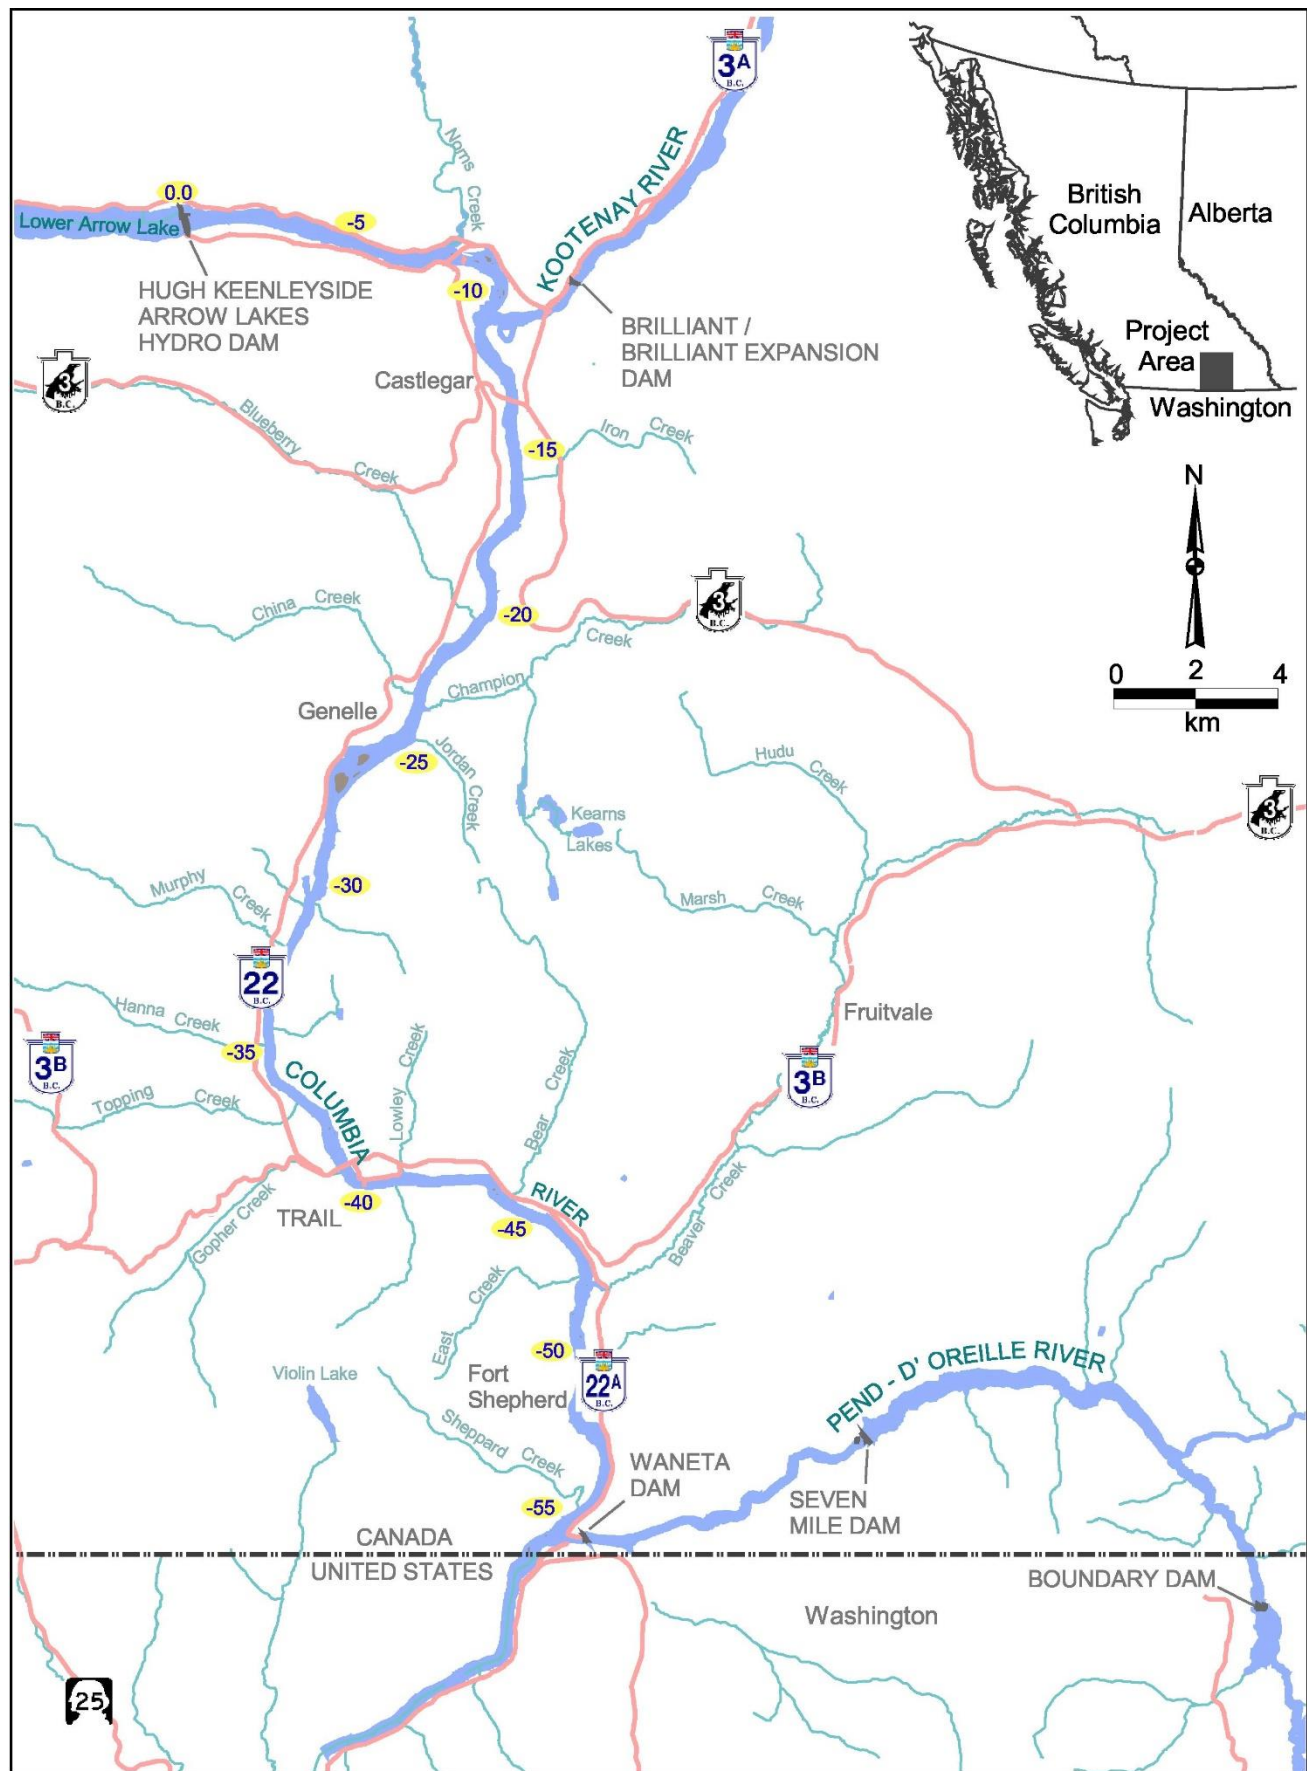 3A
B.C.
Norns Creek
KOOTENAY RIVER
0.0
-5
Lower Arrow Lake
-10
HUGH KEENLEYSIDE
ARROW LAKES
HYDRO DAM
BRILLIANT /
BRILLIANT EXPANSION
DAM
British
Columbia
Alberta
Project
Area
Washington
3
B.C.
Castlegar
Blueberry Creek
Iron Creek
-15
N
0 2 4
km
China Creek
-20
3
B.C.
Creek
Champion
Genelle
Jordan Creek
-25
Hudu Creek
3
B.C.
Kearns
Lakes
Murphy Creek
-30
Marsh Creek
22
B.C.
Hanna Creek
Fruitvale
-35
3B
B.C.
COLUMBIA
Lowley Creek
Bear Creek
3B
B.C.
Topping Creek
-40
TRAIL
Gopher Creek
RIVER
-45
Beaver Creek
East Creek
-50
Violin Lake
Fort
Shepherd
22A
B.C.
PEND - D' OREILLE RIVER
Sheppard Creek
WANETA
DAM
SEVEN
MILE DAM
-55
CANADA
UNITED STATES
BOUNDARY DAM
Washington
25